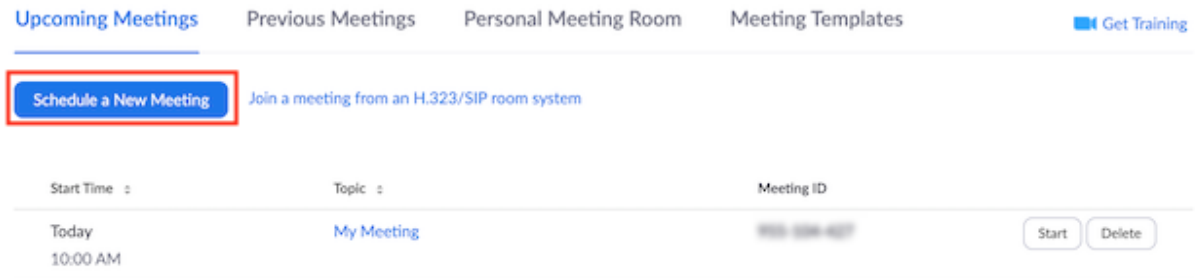 Upcoming Meetings Previous Meetings Personal Meeting Room Meeting Templates Get Training
Schedule a New Meeting Join a meeting from an H.323/SIP room system
Start Time Topic Meeting ID
Today My Meeting Start Delete
10:00 AM